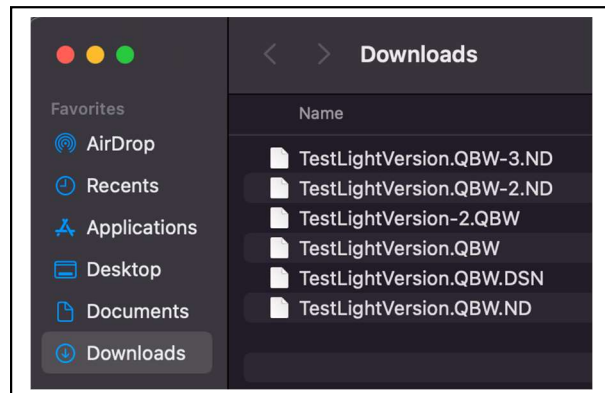 Downloads
Favorites
AirDrop
Recents
Applications
Desktop
Documents
Downloads
Name
TestLightVersion.QBW-3.ND
TestLightVersion.QBW-2.ND
TestLightVersion-2.QBW
TestLightVersion.QBW
TestLightVersion.QBW.DSN
TestLightVersion.QBW.ND